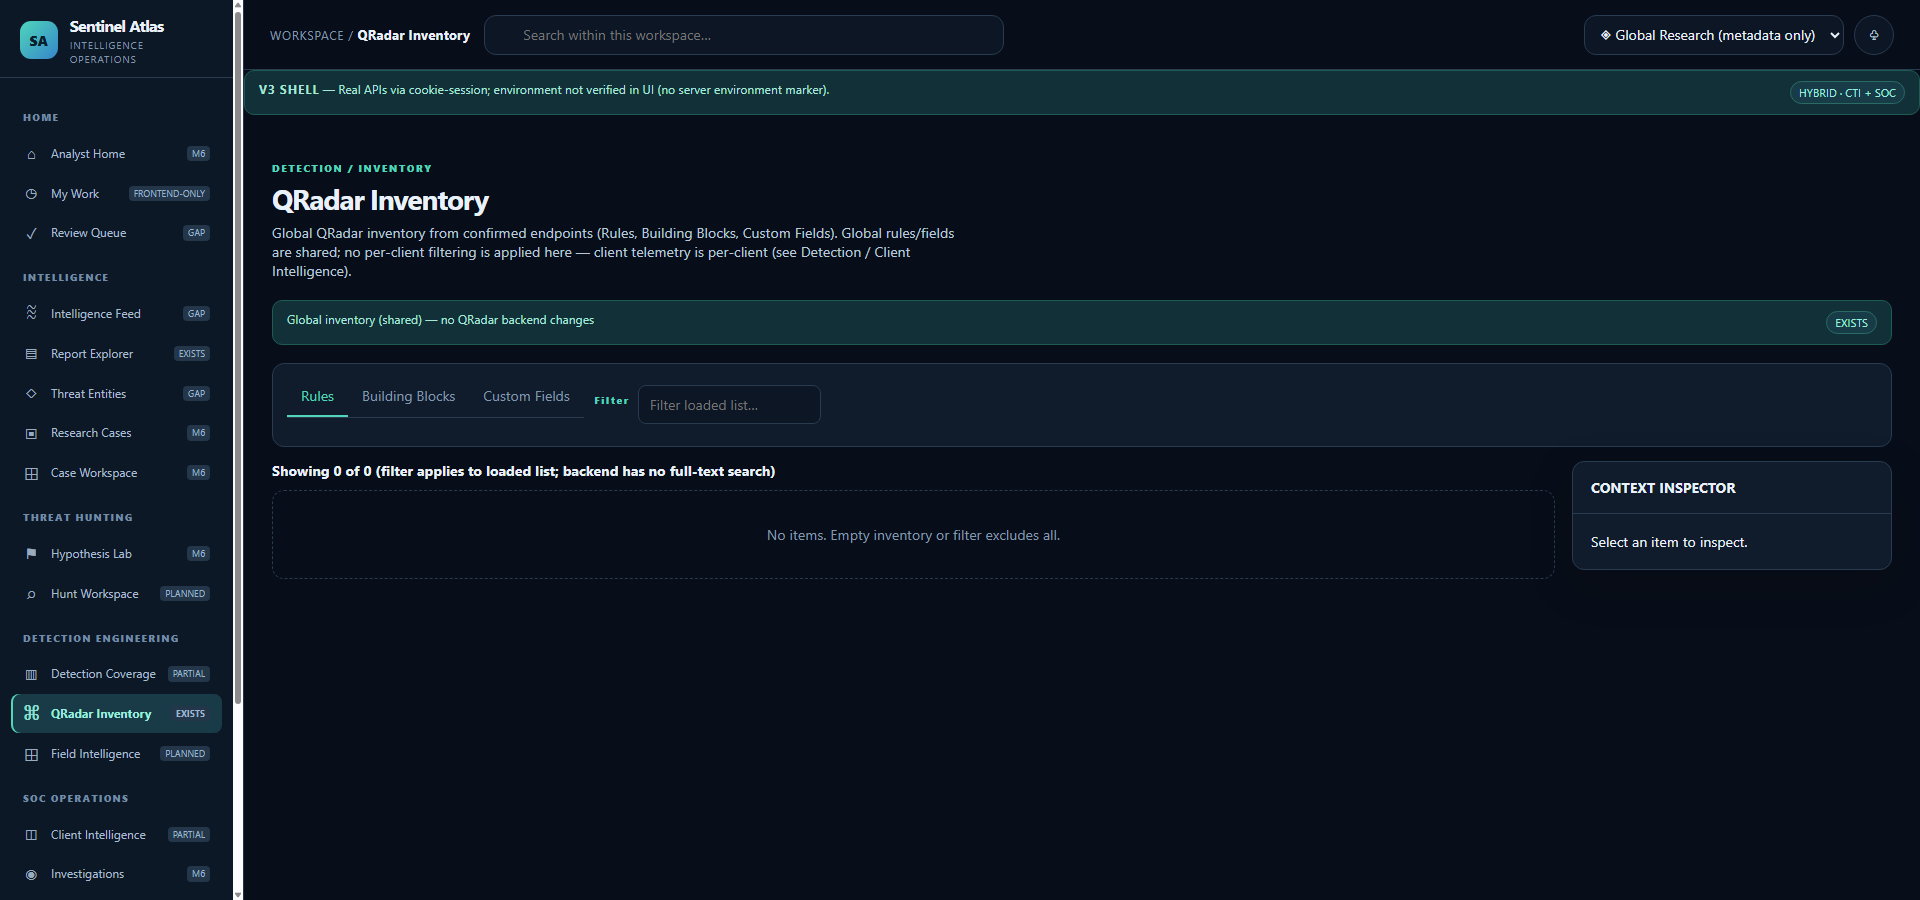 SA
Sentinel Atlas
INTELLIGENCE
OPERATIONS
HOME
Analyst Home M6
My Work FRONTEND-ONLY
Review Queue GAP
INTELLIGENCE
Intelligence Feed GAP
Report Explorer EXISTS
Threat Entities GAP
Research Cases M6
Case Workspace M6
THREAT HUNTING
Hypothesis Lab M6
Hunt Workspace PLANNED
DETECTION ENGINEERING
Detection Coverage PARTIAL
QRadar Inventory EXISTS
Field Intelligence PLANNED
SOC OPERATIONS
Client Intelligence PARTIAL
Investigations M6
WORKSPACE / QRadar Inventory
Search within this workspace...
Global Research (metadata only)
V3 SHELL — Real APIs via cookie-session; environment not verified in UI (no server environment marker).
HYBRID · CTI + SOC
DETECTION / INVENTORY
QRadar Inventory
Global QRadar inventory from confirmed endpoints (Rules, Building Blocks, Custom Fields). Global rules/fields
are shared; no per-client filtering is applied here — client telemetry is per-client (see Detection / Client
Intelligence).
Global inventory (shared) — no QRadar backend changes
EXISTS
Rules Building Blocks Custom Fields Filter Filter loaded list...
Showing 0 of 0 (filter applies to loaded list; backend has no full-text search)
No items. Empty inventory or filter excludes all.
CONTEXT INSPECTOR
Select an item to inspect.